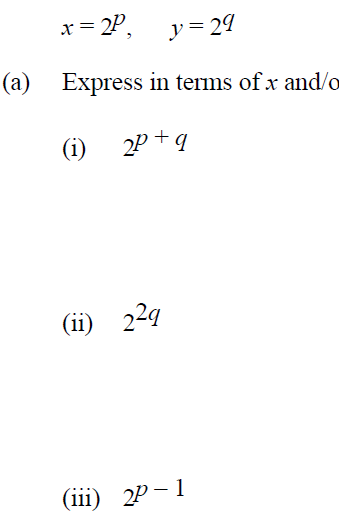 x = 2^p, y = 2^q
(a) Express in terms of x and/o
(i) 2^{p + q}
(ii) 2^{2q}
(iii) 2^{p – 1}